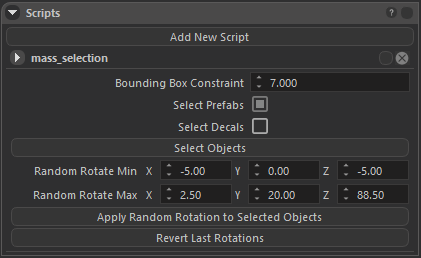 Scripts ?
Add New Script
mass_selection
Bounding Box Constraint 7.000
Select Prefabs
Select Decals
Select Objects
Random Rotate Min X -5.00 Y 0.00 Z -5.00
Random Rotate Max X 2.50 Y 20.00 Z 88.50
Apply Random Rotation to Selected Objects
Revert Last Rotations